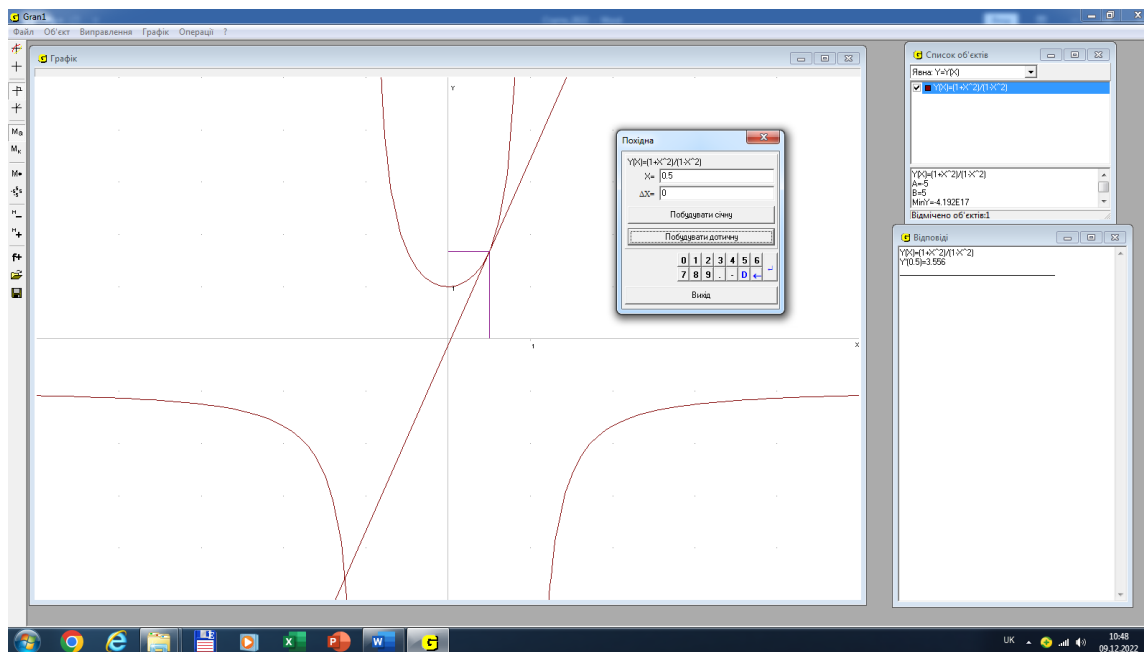 Gran1
Файл Об'єкт Виправлення Графік Операції ?
Графік
Y
1
1
X
Ma
Mк
M+
H
H+
f+
Похідна
Y(X)=(1+X^2)/(1-X^2)
X= 0.5
ΔX= 0
Побудувати січну
Побудувати дотичну
0 1 2 3 4 5 6
7 8 9 . - D ←
Вихід
Список об'єктів
Явна: Y=Y(X)
Y(X)=(1+X^2)/(1-X^2)
Y(X)=(1+X^2)/(1-X^2)
A=-5
B=5
MinY=-4.192E17
Відмічено об'єктів:1
Відповіді
Y(X)=(1+X^2)/(1-X^2)
Y'(0.5)=3.556
UK
10:48
09.12.2022